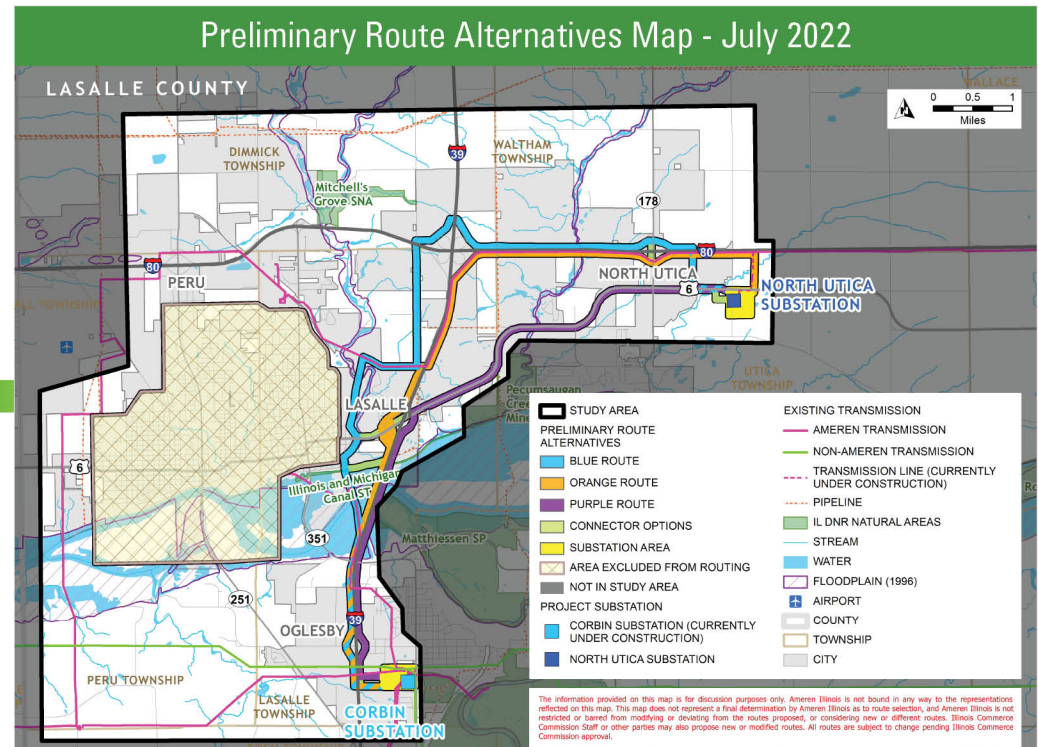 Preliminary Route Alternatives Map - July 2022
LASALLE COUNTY
WALLACE
0 0.5 1
Miles
DIMMICK
TOWNSHIP
39
WALTHAM
TOWNSHIP
Mitchell's
Grove SNA
178
80
PERU
80
NORTH UTICA
6
NORTH UTICA
SUBSTATION
UTICA
TOWNSHIP
LASALLE
6
Illinois and Michigan
Canal ST
351
Matthiessen SP
251
OGLESBY
39
PERU TOWNSHIP
LASALLE
TOWNSHIP
CORBIN
SUBSTATION
STUDY AREA
PRELIMINARY ROUTE
ALTERNATIVES
BLUE ROUTE
ORANGE ROUTE
PURPLE ROUTE
CONNECTOR OPTIONS
SUBSTATION AREA
AREA EXCLUDED FROM ROUTING
NOT IN STUDY AREA
PROJECT SUBSTATION
CORBIN SUBSTATION (CURRENTLY
UNDER CONSTRUCTION)
NORTH UTICA SUBSTATION
EXISTING TRANSMISSION
AMEREN TRANSMISSION
NON-AMEREN TRANSMISSION
TRANSMISSION LINE (CURRENTLY
UNDER CONSTRUCTION)
PIPELINE
IL DNR NATURAL AREAS
STREAM
WATER
FLOODPLAIN (1996)
AIRPORT
COUNTY
TOWNSHIP
CITY
The information provided on this map is for discussion purposes only. Ameren Illinois is not bound in any way to the representations
reflected on this map. This map does not represent a final determination by Ameren Illinois as to route selection, and Ameren Illinois is not
restricted or barred from modifying or deviating from the routes proposed, or considering new or different routes. Illinois Commerce
Commission Staff or other parties may also propose new or modified routes. All routes are subject to change pending Illinois Commerce
Commission approval.